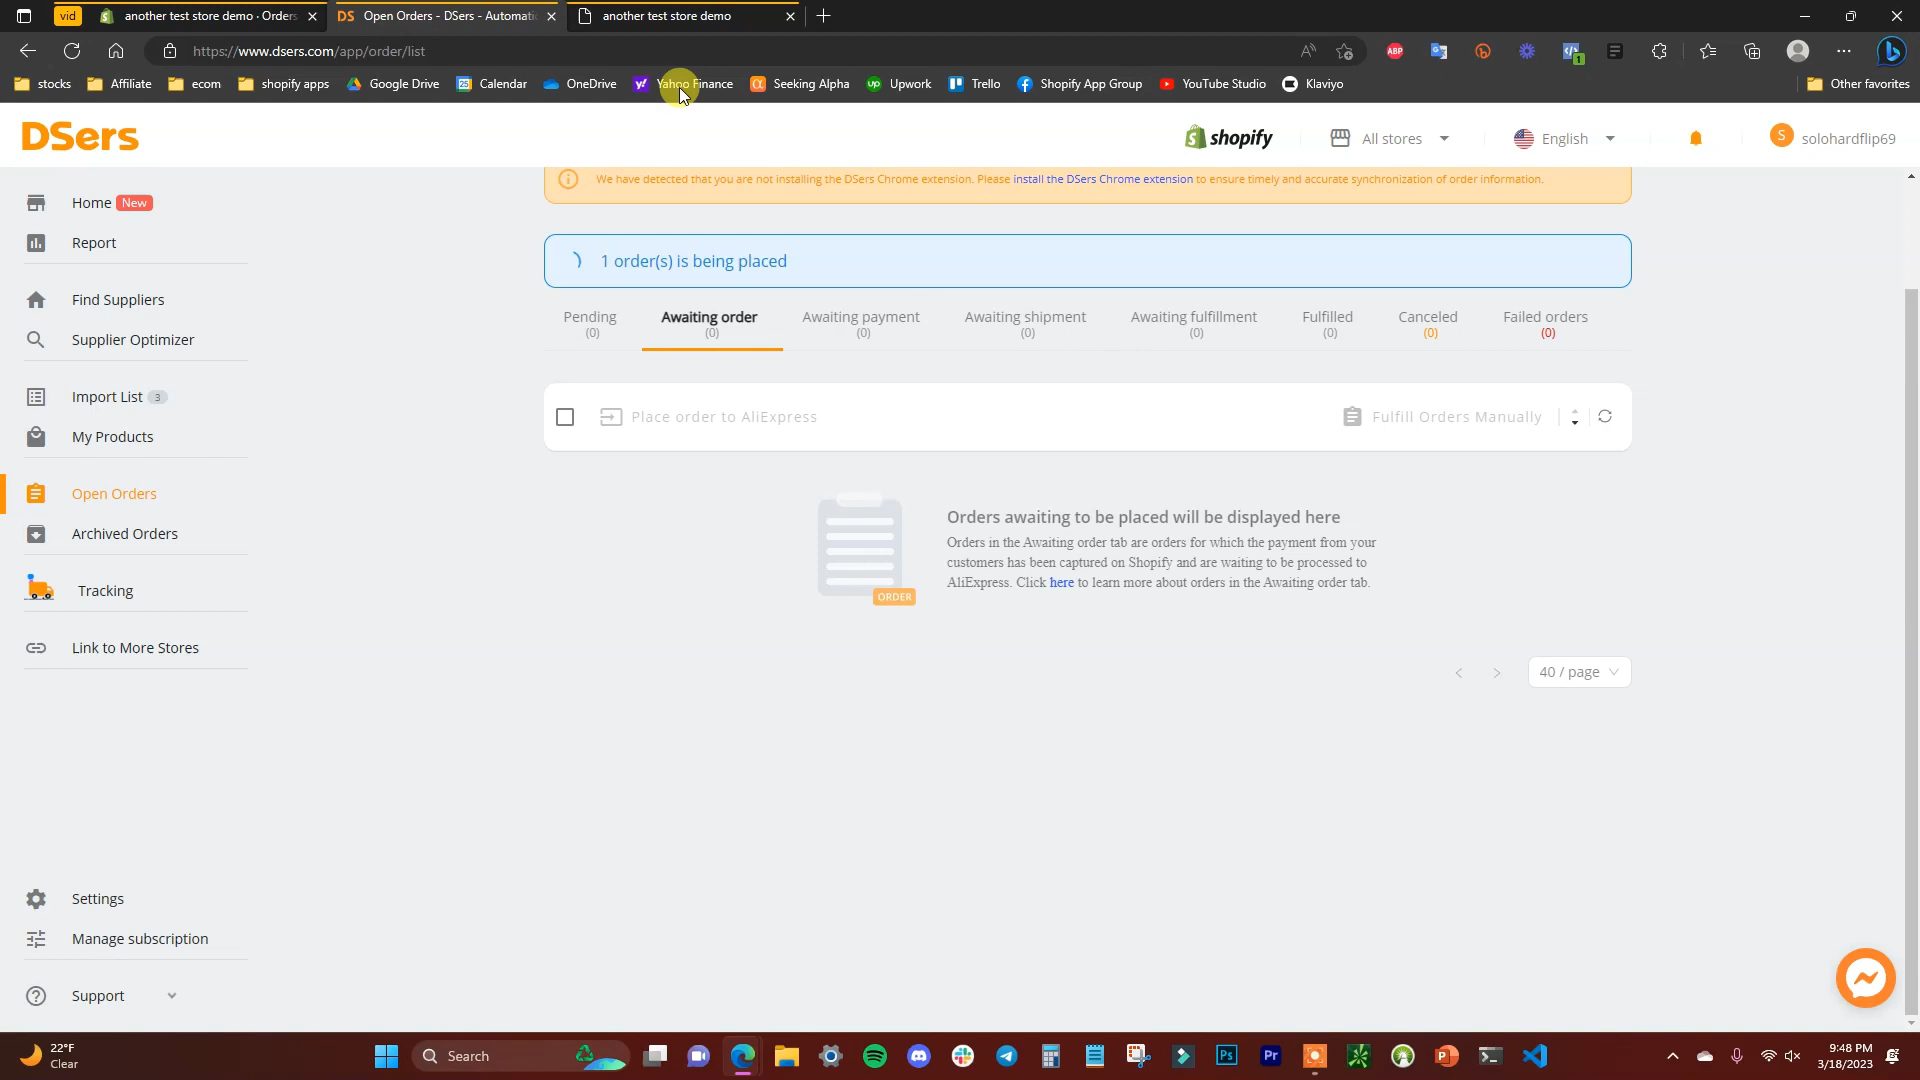 vid
another test store demo · Orders
DS Open Orders - DSers - Automatic
another test store demo
https://www.dsers.com/app/order/list
ABP
1
stocks
Affiliate
ecom
shopify apps
Google Drive
25 Calendar
OneDrive
y! Yahoo Finance
Seeking Alpha
up Upwork
Trello
Shopify App Group
YouTube Studio
Klaviyo
Other favorites
DSers
shopify
All stores
English
S solohardflip69
We have detected that you are not installing the DSers Chrome extension. Please install the DSers Chrome extension to ensure timely and accurate synchronization of order information.
Home New
Report
Find Suppliers
Supplier Optimizer
Import List 3
My Products
Open Orders
Archived Orders
Tracking
Link to More Stores
Settings
Manage subscription
Support
1 order(s) is being placed
Pending
(0)
Awaiting order
(0)
Awaiting payment
(0)
Awaiting shipment
(0)
Awaiting fulfillment
(0)
Fulfilled
(0)
Canceled
(0)
Failed orders
(0)
Place order to AliExpress
Fulfill Orders Manually
ORDER
Orders awaiting to be placed will be displayed here
Orders in the Awaiting order tab are orders for which the payment from your
customers has been captured on Shopify and are waiting to be processed to
AliExpress. Click here to learn more about orders in the Awaiting order tab.
< > 40 / page
22°F
Clear
Search
Ps
Pr
9:48 PM
3/18/2023